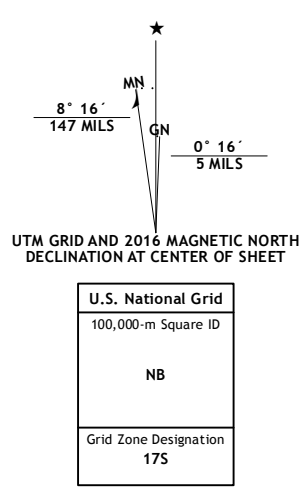 ★
MN
GN
8° 16´
147 MILS
0° 16´
5 MILS
UTM GRID AND 2016 MAGNETIC NORTH
DECLINATION AT CENTER OF SHEET
U.S. National Grid
100,000-m Square ID
NB
Grid Zone Designation
17S